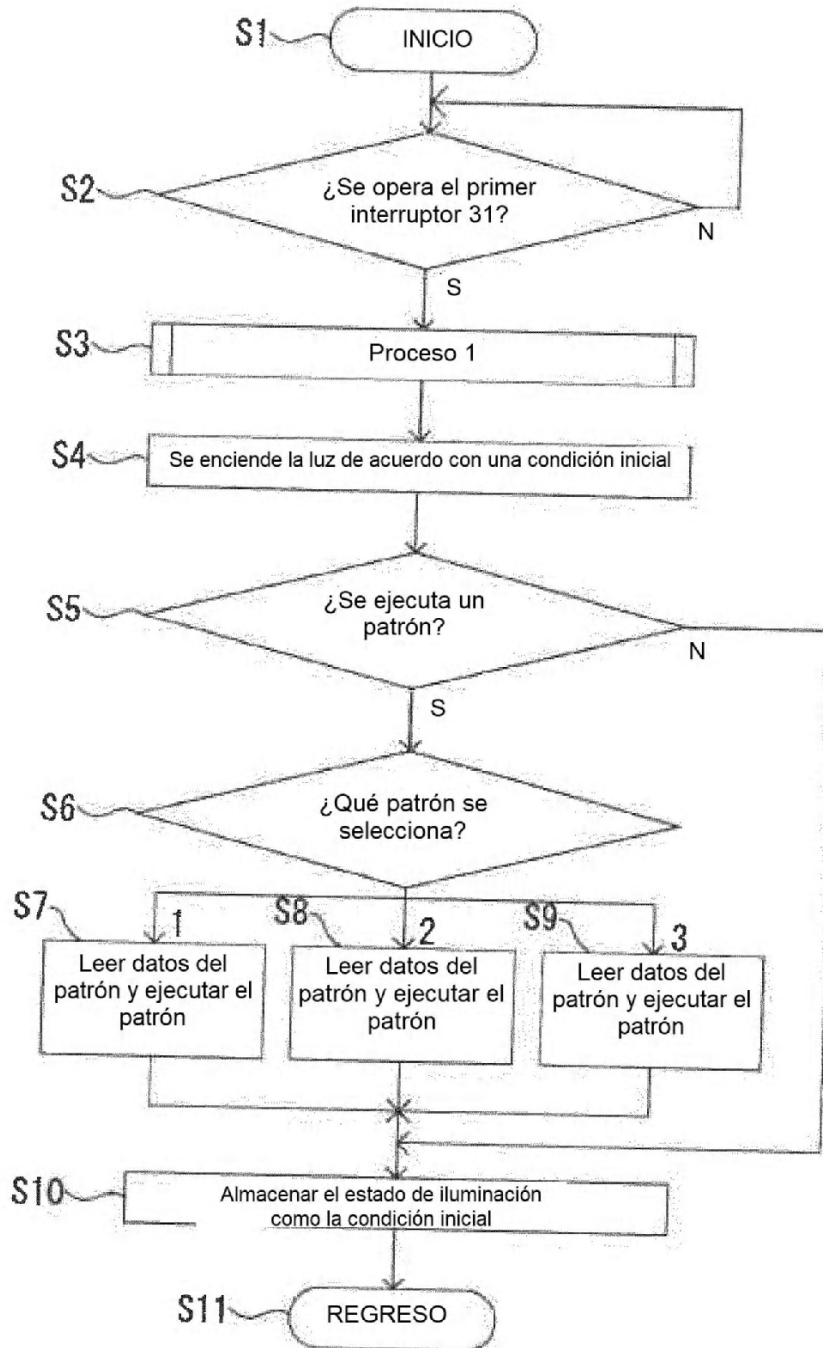 S1
INICIO
S2
¿Se opera el primer
interruptor 31?
N
S
S3
Proceso 1
S4
Se enciende la luz de acuerdo con una condición inicial
S5
¿Se ejecuta un
patrón?
N
S
S6
¿Qué patrón se
selecciona?
S7
1
Leer datos del
patrón y ejecutar el
patrón
S8
2
Leer datos del
patrón y ejecutar el
patrón
S9
3
Leer datos del
patrón y ejecutar el
patrón
S10
Almacenar el estado de iluminación
como la condición inicial
S11
REGRESO